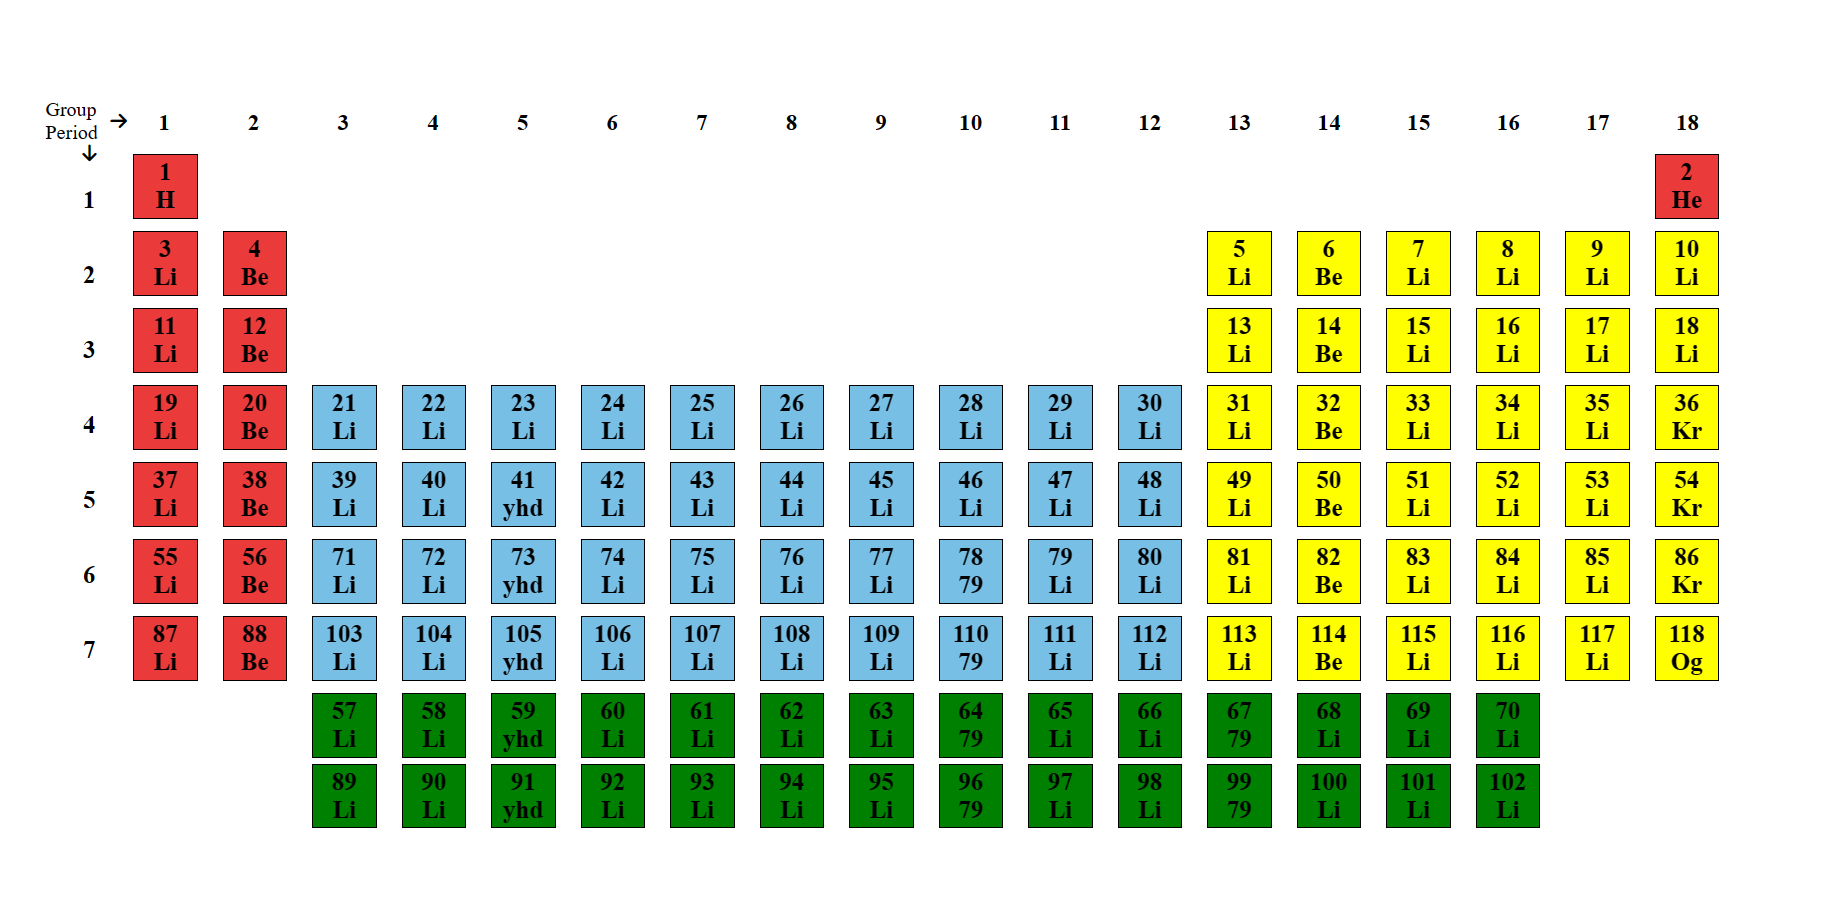 Group
Period → 1 2 3 4 5 6 7 8 9 10 11 12 13 14 15 16 17 18
↓
1
1 2
H He
2
3 4 5 6 7 8 9 10
Li Be Li Be Li Li Li Li
3
11 12 13 14 15 16 17 18
Li Be Li Be Li Li Li Li
4
19 20 21 22 23 24 25 26 27 28 29 30 31 32 33 34 35 36
Li Be Li Li Li Li Li Li Li Li Li Li Li Be Li Li Li Kr
5
37 38 39 40 41 42 43 44 45 46 47 48 49 50 51 52 53 54
Li Be Li Li yhd Li Li Li Li Li Li Li Li Be Li Li Li Kr
6
55 56 71 72 73 74 75 76 77 78 79 80 81 82 83 84 85 86
Li Be Li Li yhd Li Li Li Li 79 Li Li Li Be Li Li Li Kr
7
87 88 103 104 105 106 107 108 109 110 111 112 113 114 115 116 117 118
Li Be Li Li yhd Li Li Li Li 79 Li Li Li Be Li Li Li Og
57 58 59 60 61 62 63 64 65 66 67 68 69 70
Li Li yhd Li Li Li Li 79 Li Li 79 Li Li Li
89 90 91 92 93 94 95 96 97 98 99 100 101 102
Li Li yhd Li Li Li Li 79 Li Li 79 Li Li Li